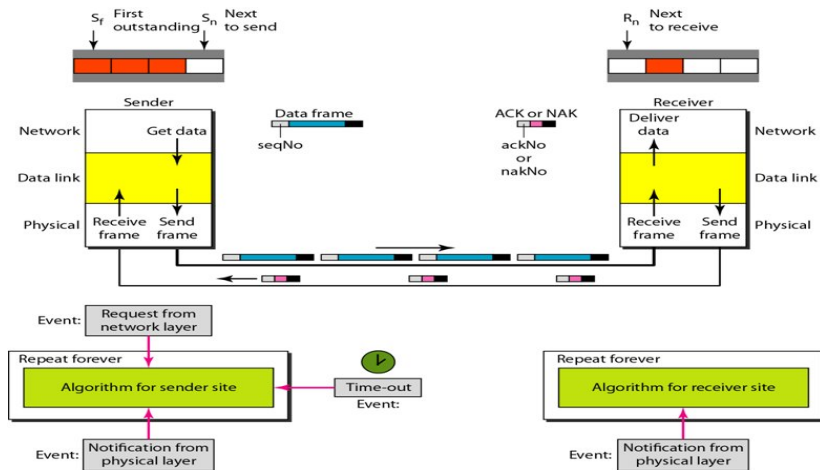 Sf First outstanding
Sn Next to send
Rn Next to receive
Sender
Data frame
seqNo
ACK or NAK
ackNo
or
nakNo
Receiver
Network
Get data
Data link
Physical
Receive
frame
Send
frame
Deliver
data
Network
Data link
Receive
frame
Send
frame
Physical
Event:
Request from
network layer
Repeat forever
Algorithm for sender site
Time-out
Event:
Event:
Notification from
physical layer
Repeat forever
Algorithm for receiver site
Event:
Notification from
physical layer